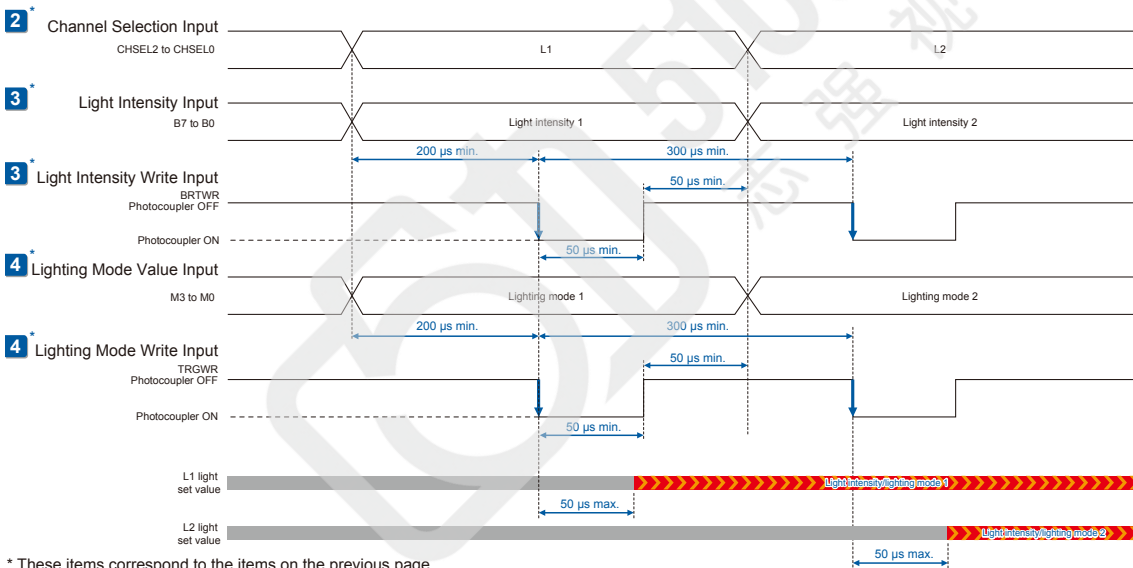 2*
Channel Selection Input
CHSEL2 to CHSEL0
L1
L2
3*
Light Intensity Input
B7 to B0
Light intensity 1
Light intensity 2
200 µs min.
300 µs min.
3*
Light Intensity Write Input
BRTWR
50 µs min.
Photocoupler OFF
Photocoupler ON
50 µs min.
4*
Lighting Mode Value Input
M3 to M0
Lighting mode 1
Lighting mode 2
200 µs min.
300 µs min.
4*
Lighting Mode Write Input
TRGWR
50 µs min.
Photocoupler OFF
Photocoupler ON
50 µs min.
L1 light
set value
Light intensity/lighting mode 1
50 µs max.
L2 light
set value
Light intensity/lighting mode 2
50 µs max.
* These items correspond to the items on the previous page
510
志强视